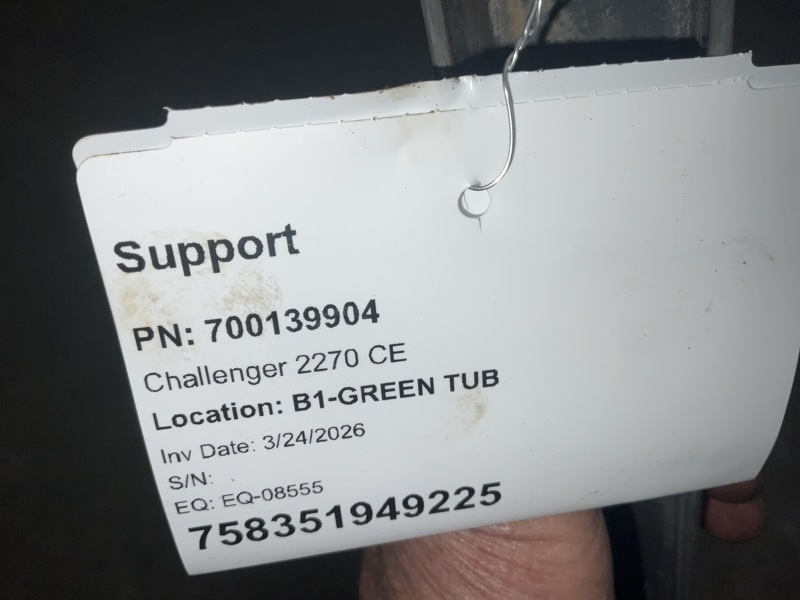 Support
PN: 700139904
Challenger 2270 CE
Location: B1-GREEN TUB
Inv Date: 3/24/2026
S/N: .
EQ: EQ-08555
758351949225